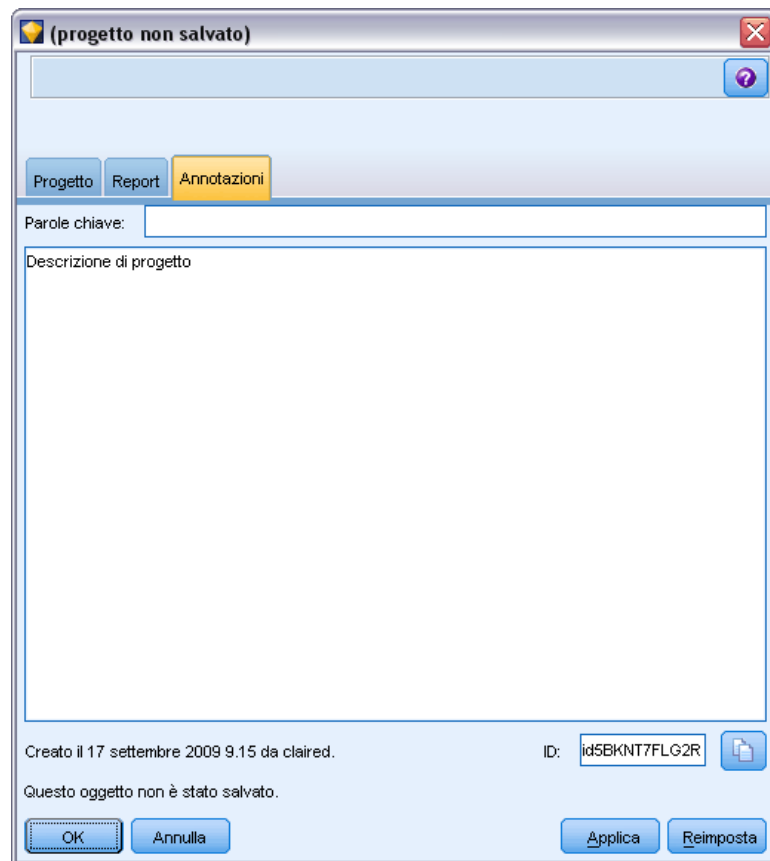 (progetto non salvato)
Progetto Report Annotazioni
Parole chiave:
Descrizione di progetto
Creato il 17 settembre 2009 9.15 da claired. ID: id5BKNT7FLG2R
Questo oggetto non è stato salvato.
OK Annulla Applica Reimposta